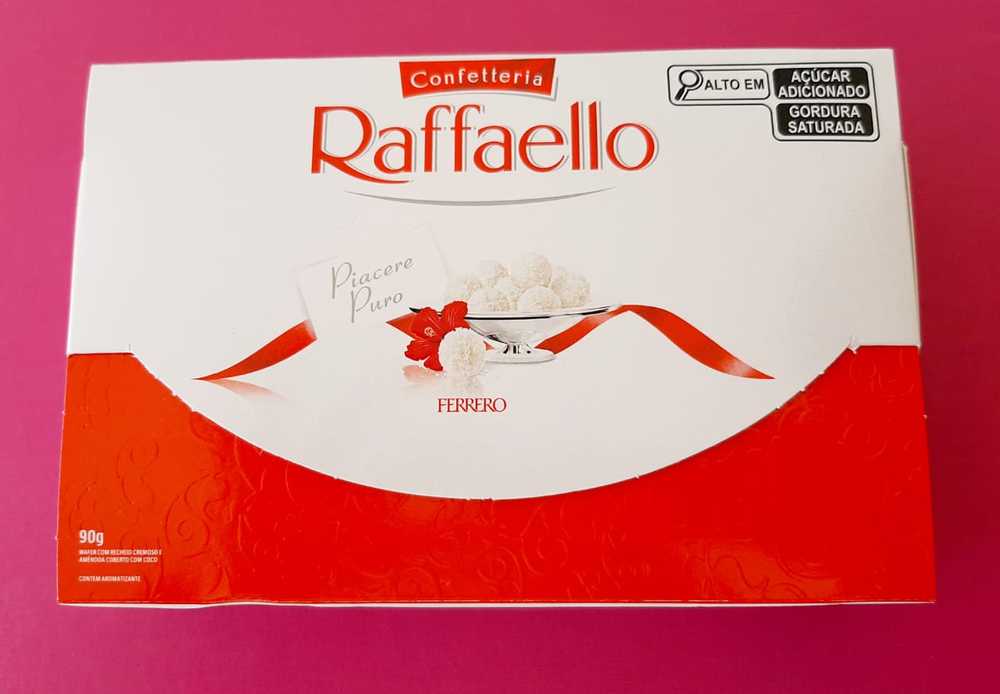 Confetteria
Raffaello
ALTO EM
AÇÚCAR
ADICIONADO
GORDURA
SATURADA
Piacere
Puro
FERRERO
90g
WAFER COM RECHEIO CREMOSO E
AMÊNDOA COBERTO COM COCO
CONTÉM AROMATIZANTE